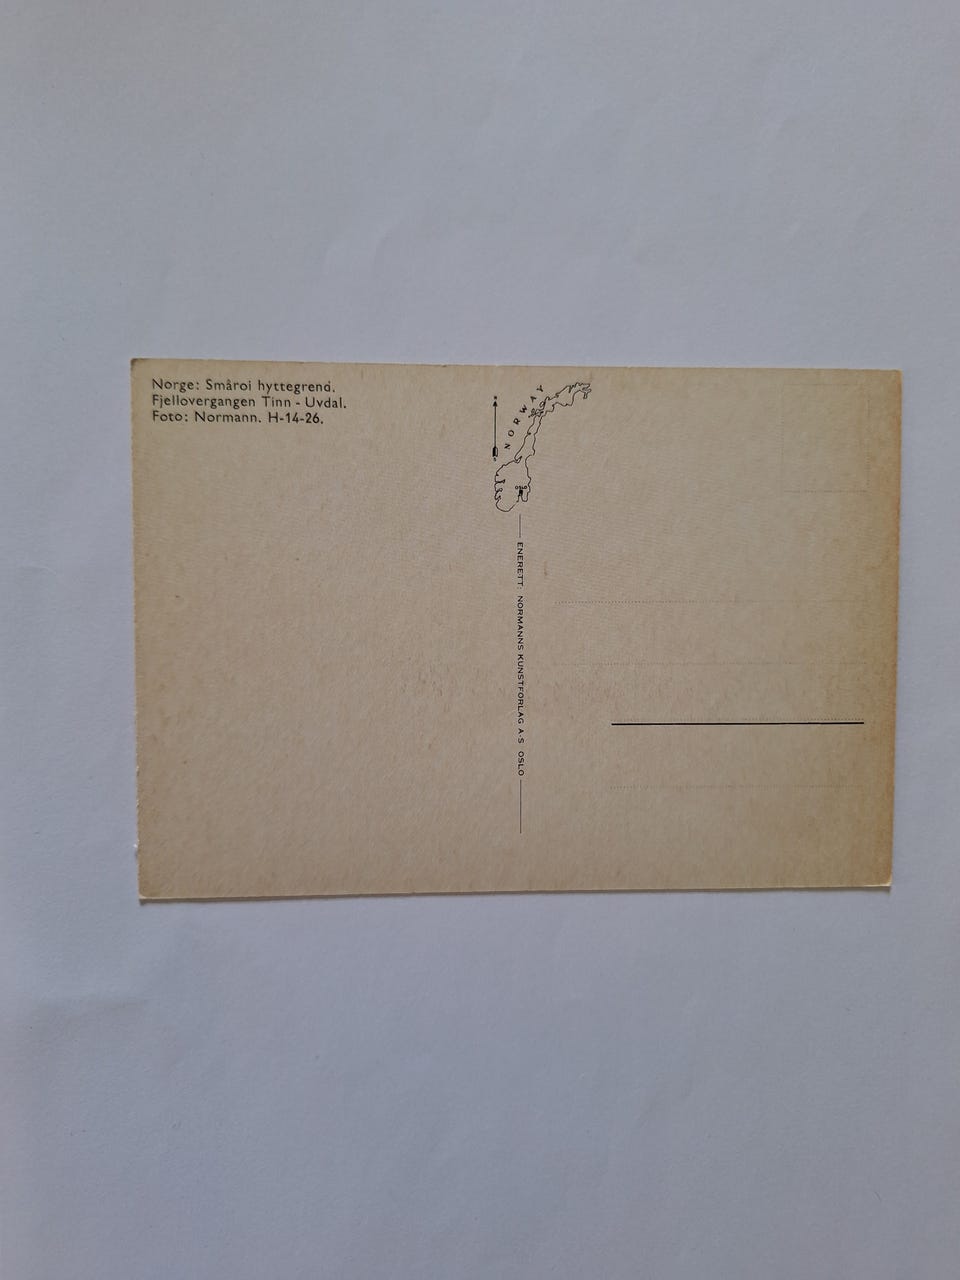 Norge: Småroi hyttegrend.
Fjellovergangen Tinn - Uvdal.
Foto: Normann. H-14-26.
NORWAY
OSLO
ENERETT: NORMANNS KUNSTFORLAG A·S OSLO